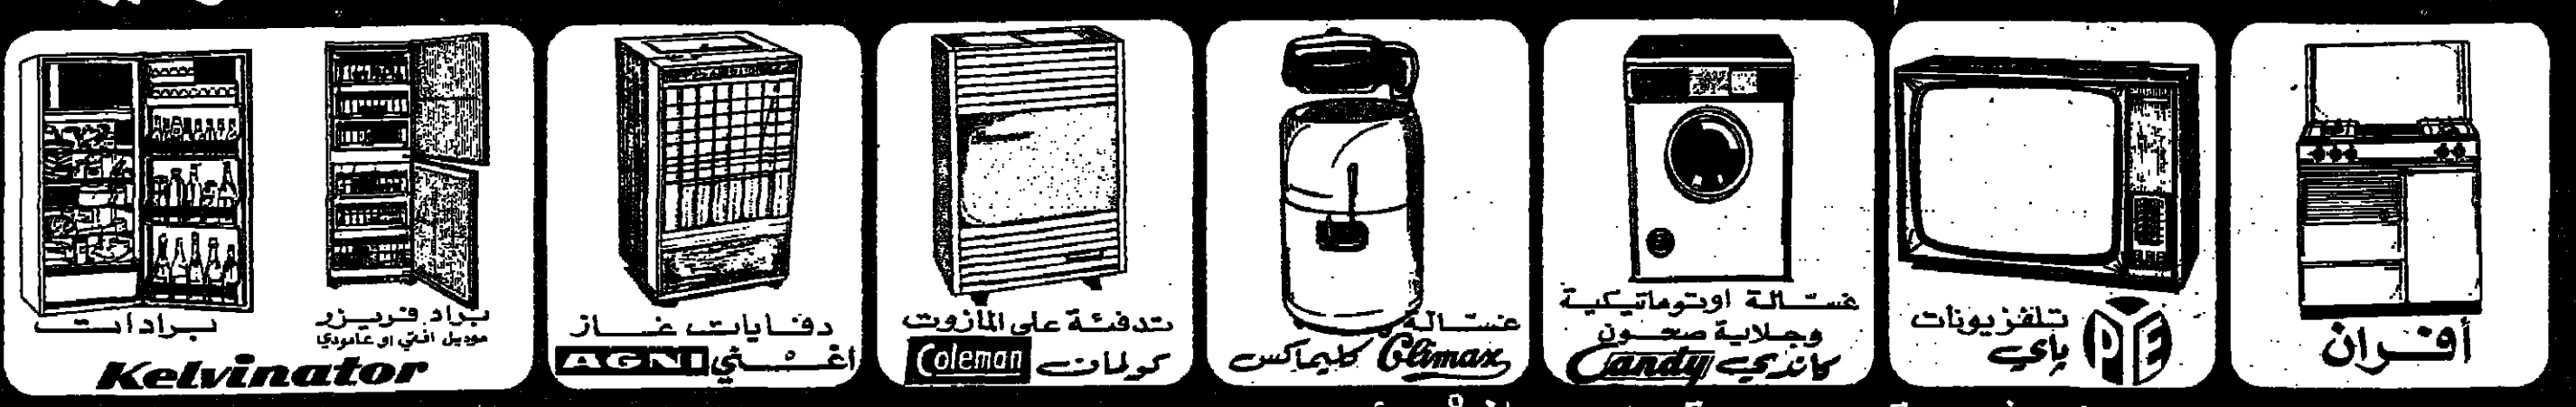 أفران
تلفزيونات
باي PYE
غسالة اوتوماتيكية
وجلاية صحون
كاندي Candy
غسالة
Climax كليماكس
تدفئة على المازوت
كولمان Coleman
دفايات غاز
اغني AGNI
براد فريزر
موديل افقي او عامودي
برادات
Kelvinator